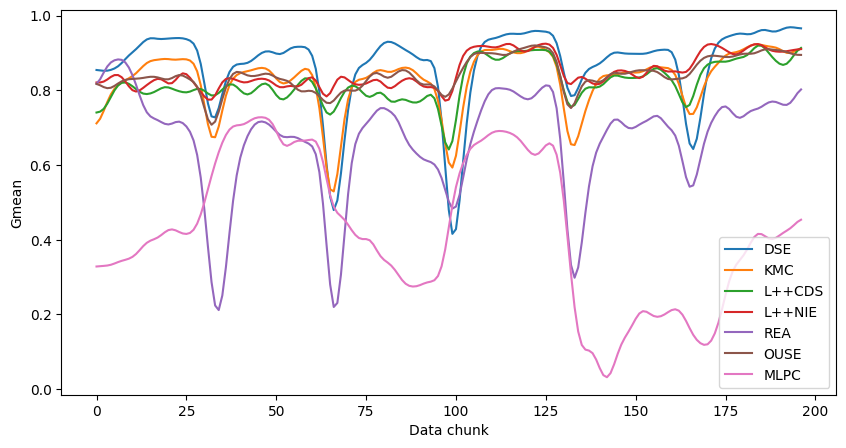 1.0
0.8
0.6
0.4
0.2
0.0
Gmean
0
25
50
75
100
125
150
175
200
Data chunk
DSE
KMC
L++CDS
L++NIE
REA
OUSE
MLPC